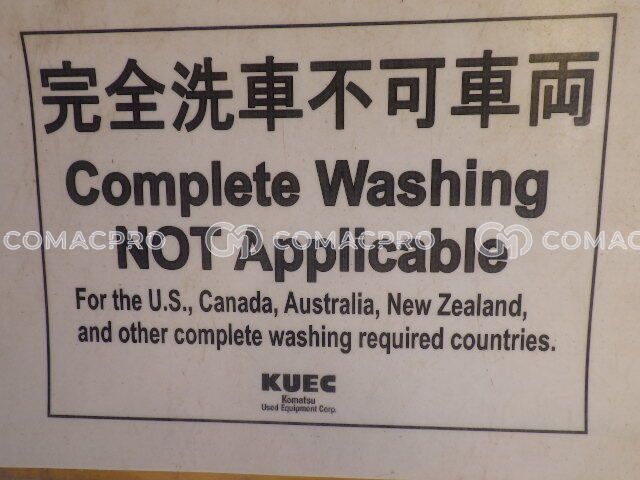 完全洗車不可車両
Complete Washing
NOT Applicable
COMACPRO COMACPRO COMAC
For the U.S., Canada, Australia, New Zealand,
and other complete washing required countries.
KUEC
Komatsu
Used Equipment Corp.